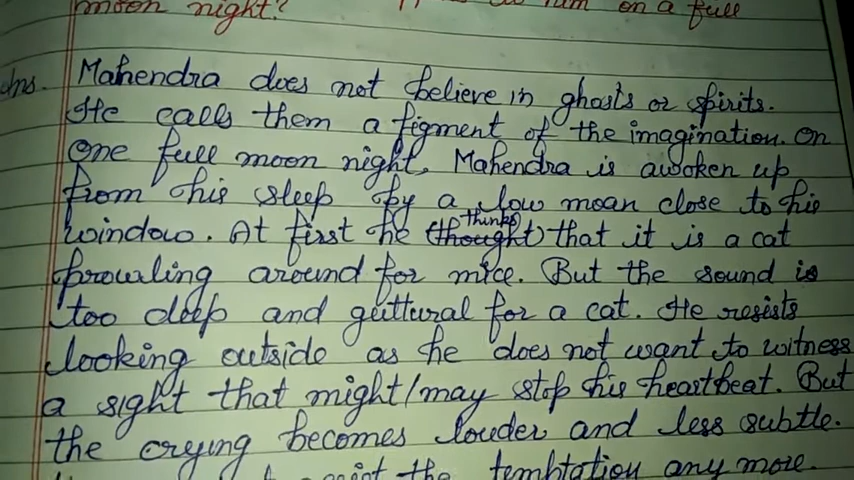 moon night? him on a full
Ans. Mahendra does not believe in ghosts or spirits.
He calls them a figment of the imagination. On
one full moon night, Mahendra is awoken up
from his sleep by a low moan close to his
window. At first he (thought) thinks that it is a cat
prowling around for mice. But the sound is
too deep and guttural for a cat. He resists
looking outside as he does not want to witness
a sight that might/may stop his heartbeat. But
the crying becomes louder and less subtle.
the temptation any more.